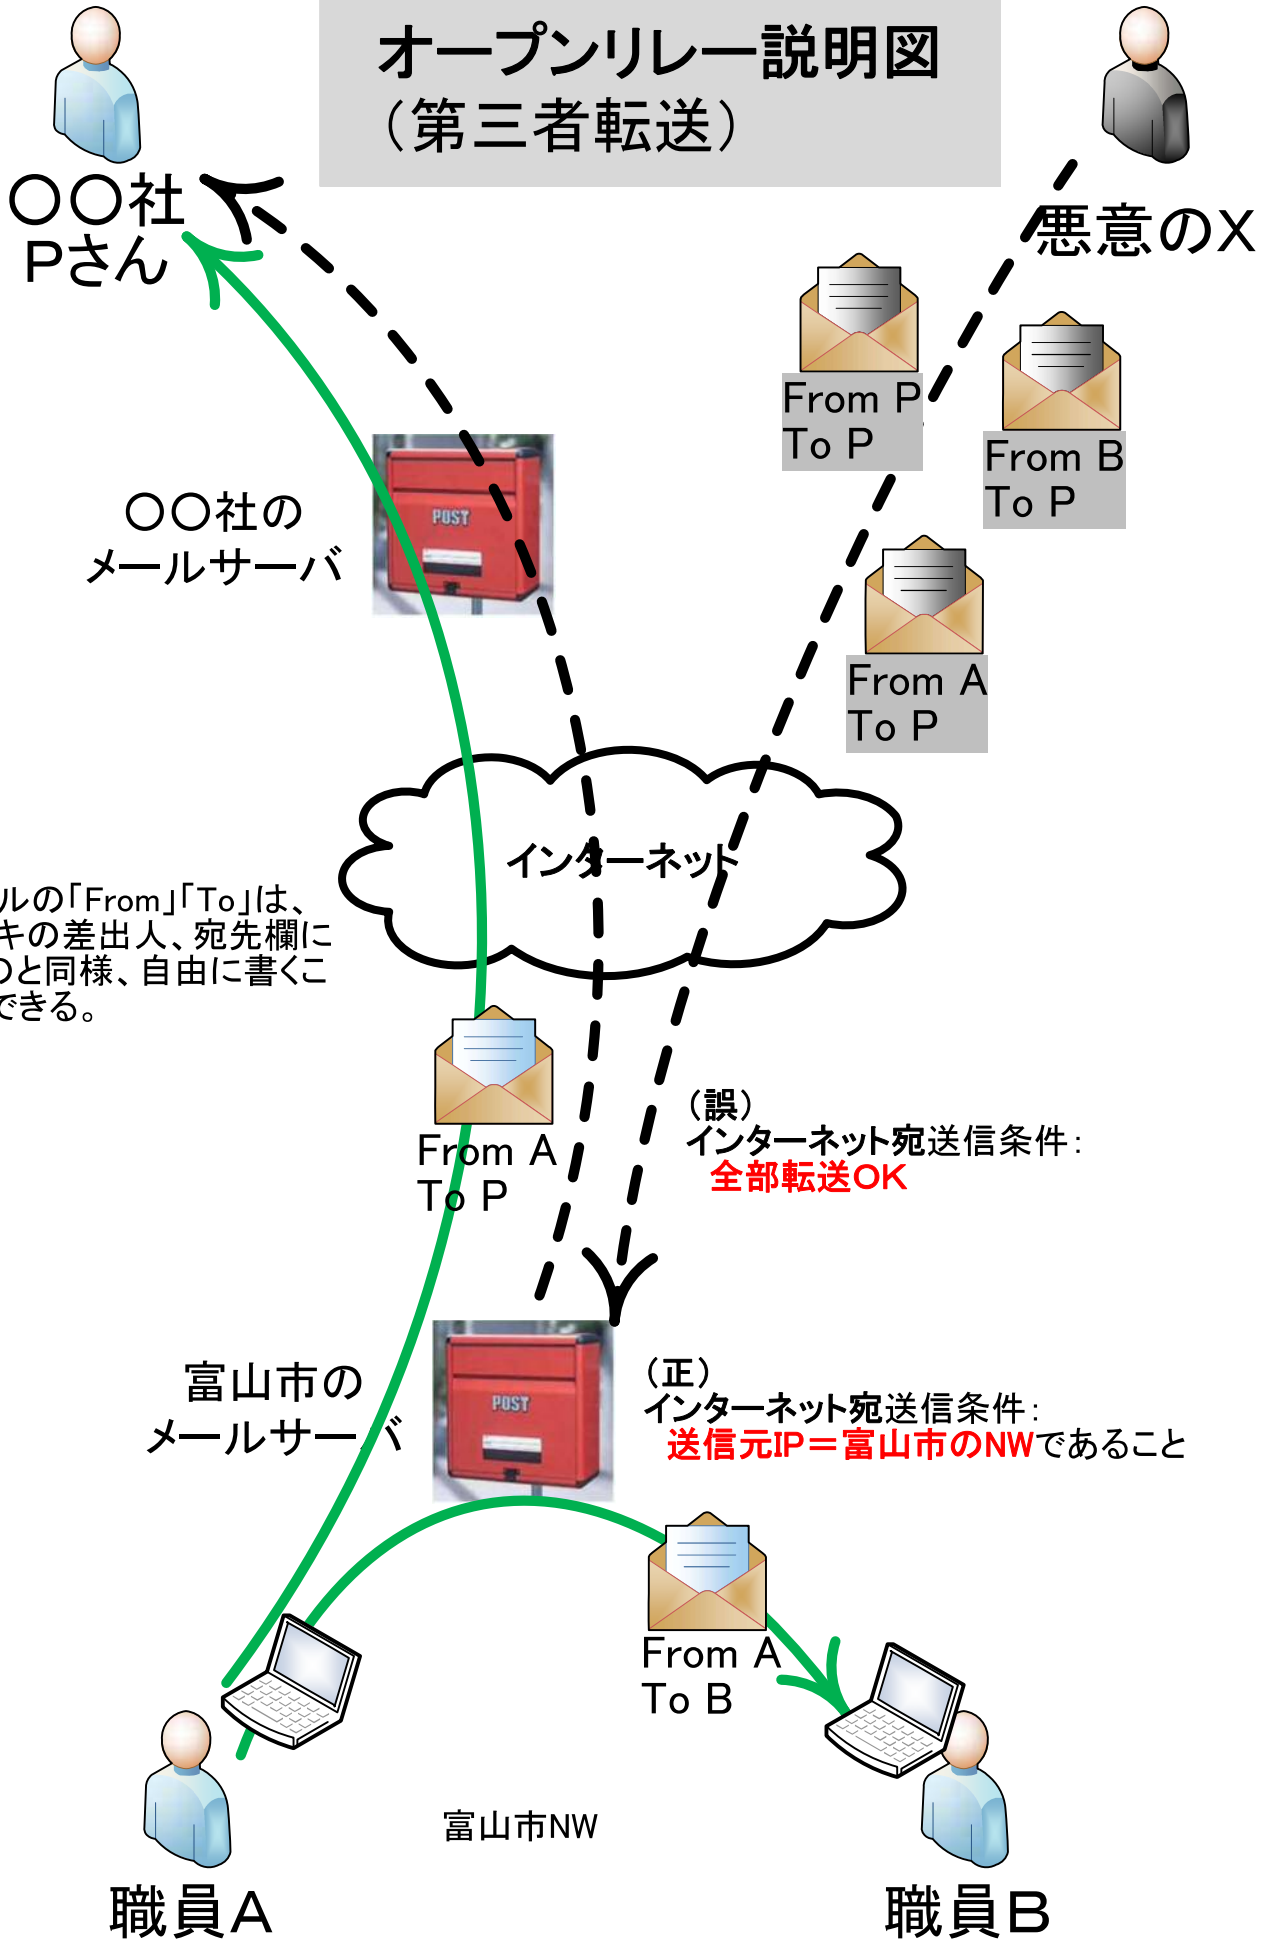 オープンリレー説明図
（第三者転送）
〇〇社
Pさん
悪意のX
From P
To P
From B
To P
From A
To P
〇〇社の
メールサーバ
POST
インターネット
ルの「From」「To」は、
キの差出人、宛先欄に
のと同様、自由に書くこ
できる。
From A
To P
（誤）
インターネット宛送信条件：
全部転送OK
富山市の
メールサーバ
POST
（正）
インターネット宛送信条件：
送信元IP＝富山市のNWであること
From A
To B
富山市NW
職員A
職員B